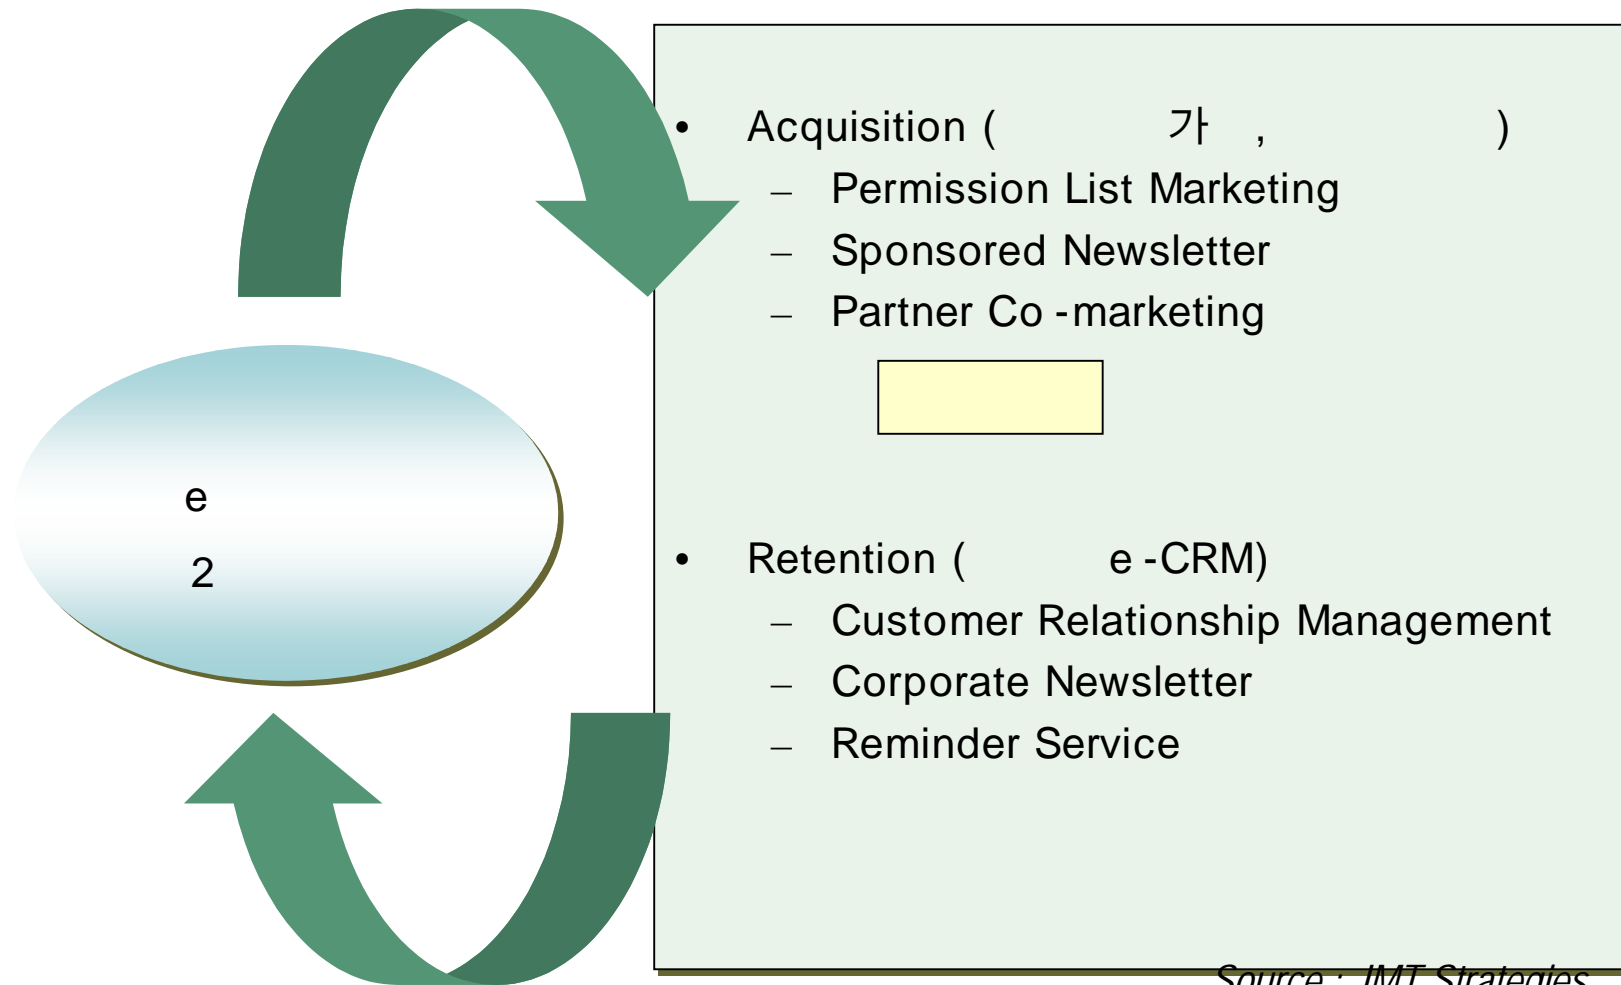 e
2
• Acquisition ( 가 , )
– Permission List Marketing
– Sponsored Newsletter
– Partner Co -marketing
• Retention ( e -CRM)
– Customer Relationship Management
– Corporate Newsletter
– Reminder Service
Source : IMT Strategies